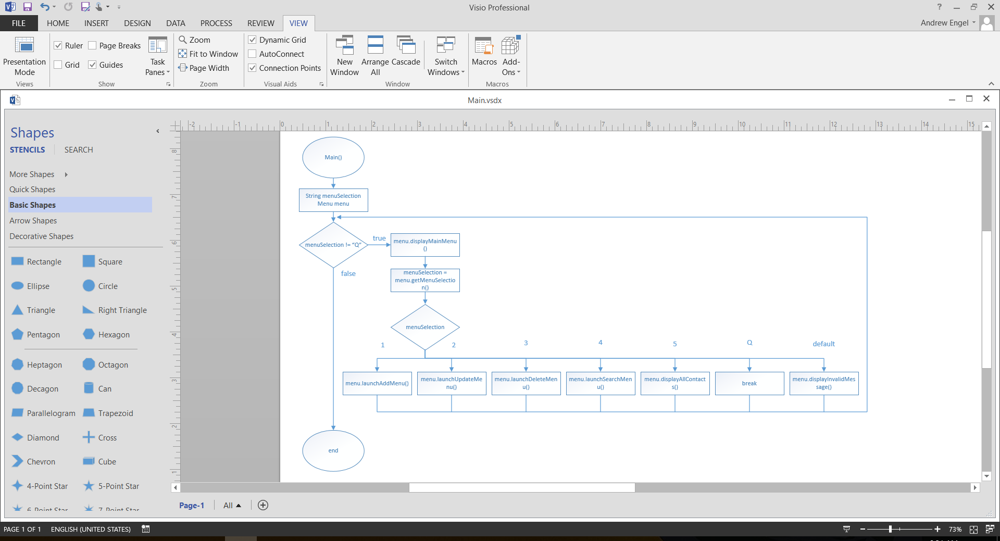 Visio Professional
?
FILE HOME INSERT DESIGN DATA PROCESS REVIEW VIEW
Andrew Engel
Presentation Mode
Views
Ruler
Page Breaks
Grid
Guides
Task Panes
Show
Zoom
Fit to Window
Page Width
Zoom
Dynamic Grid
AutoConnect
Connection Points
Visual Aids
New Window
Arrange All
Cascade
Switch Windows
Window
Macros
Add-Ons
Macros
Main.vsdx
Shapes
STENCILS SEARCH
More Shapes
Quick Shapes
Basic Shapes
Arrow Shapes
Decorative Shapes
Rectangle Square
Ellipse Circle
Triangle Right Triangle
Pentagon Hexagon
Heptagon Octagon
Decagon Can
Parallelogram Trapezoid
Diamond Cross
Chevron Cube
4-Point Star 5-Point Star
6-Point Star 7-Point Star
-2 -1 0 1 2 3 4 5 6 7 8 9 10 11 12 13 14 15
8
7
6
5
4
3
2
1
Main()
String menuSelection
Menu menu
menuSelection != “Q”
true
false
menu.displayMainMenu
()
menuSelection =
menu.getMenuSelectio
n()
menuSelection
1 2 3 4 5 Q default
menu.launchAddMenu()
menu.launchUpdateMe
nu()
menu.launchDeleteMen
u()
menu.launchSearchMen
u()
menu.displayAllContact
s()
break
menu.displayInvalidMes
sage()
end
Page-1 All
PAGE 1 OF 1 ENGLISH (UNITED STATES)
73%